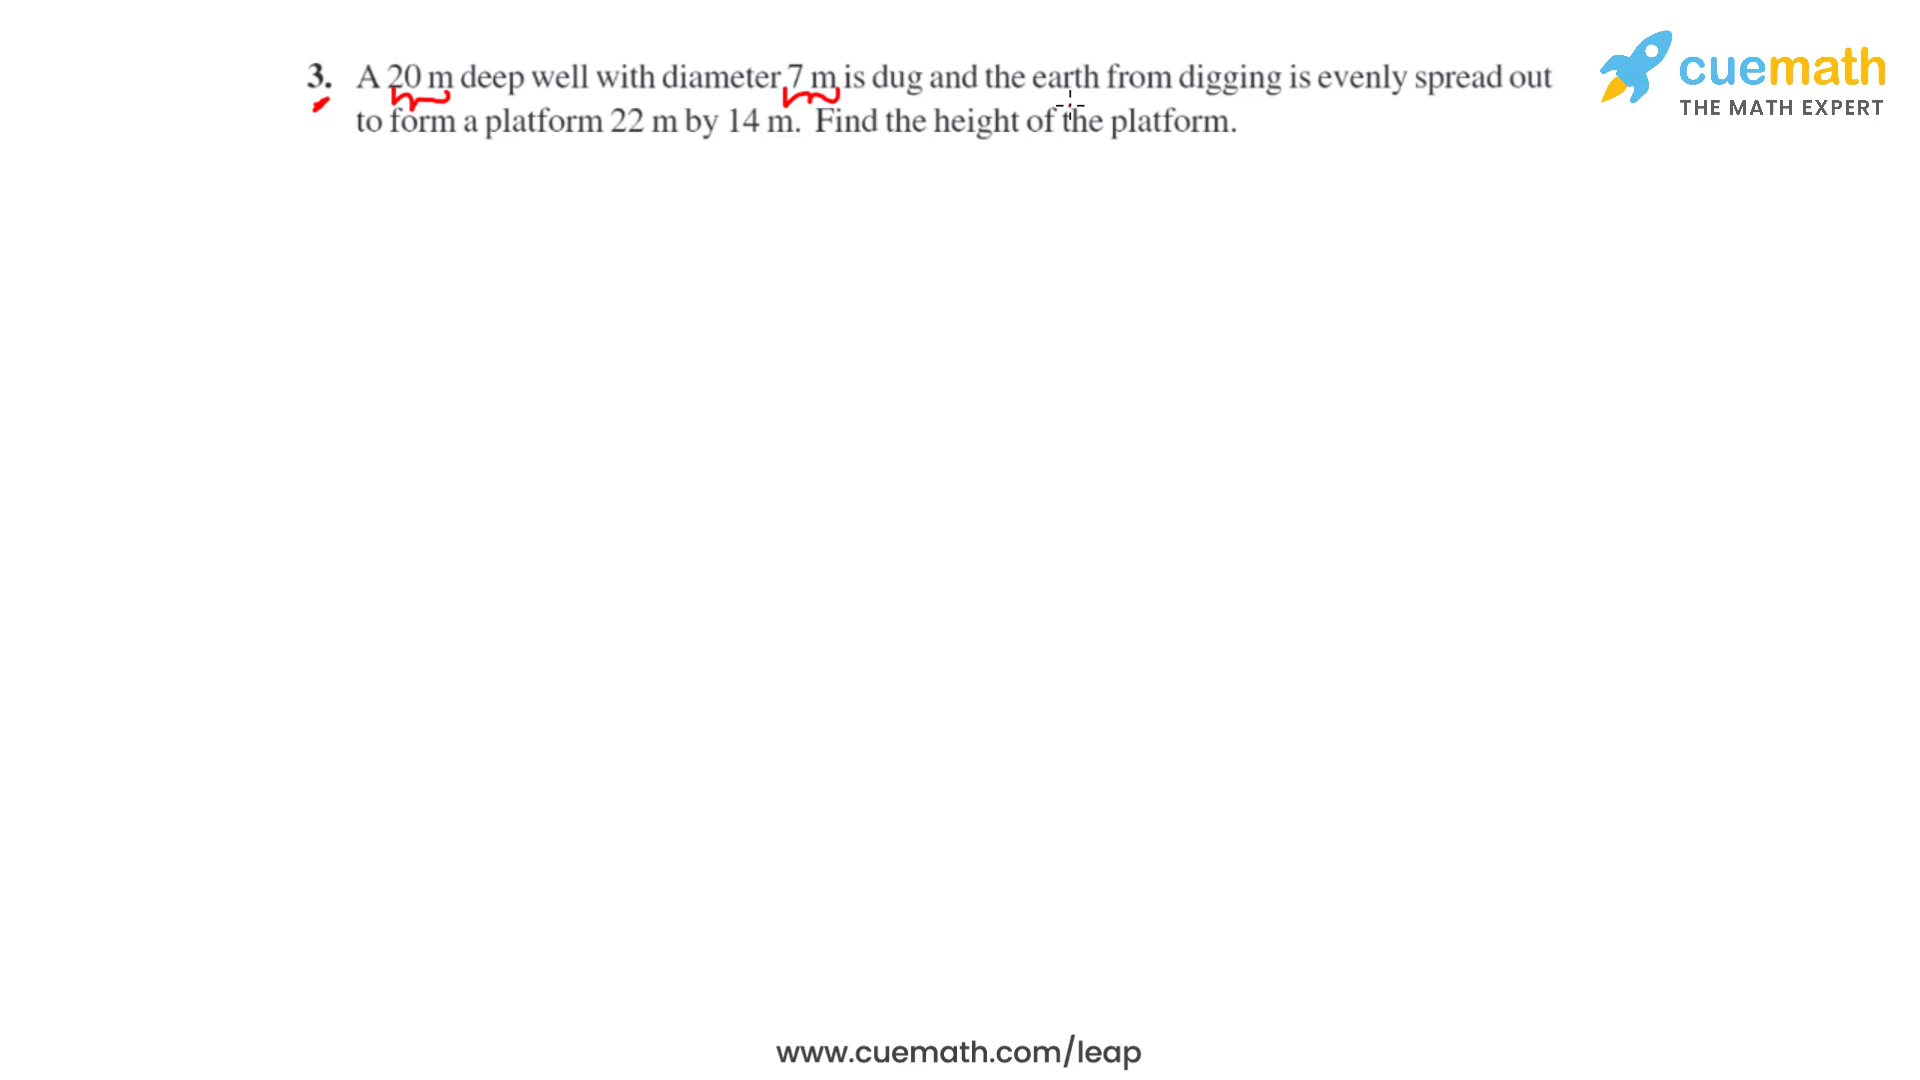 3. A 20 m deep well with diameter 7 m is dug and the earth from digging is evenly spread out
to form a platform 22 m by 14 m. Find the height of the platform.
cuemath
THE MATH EXPERT
www.cuemath.com/leap